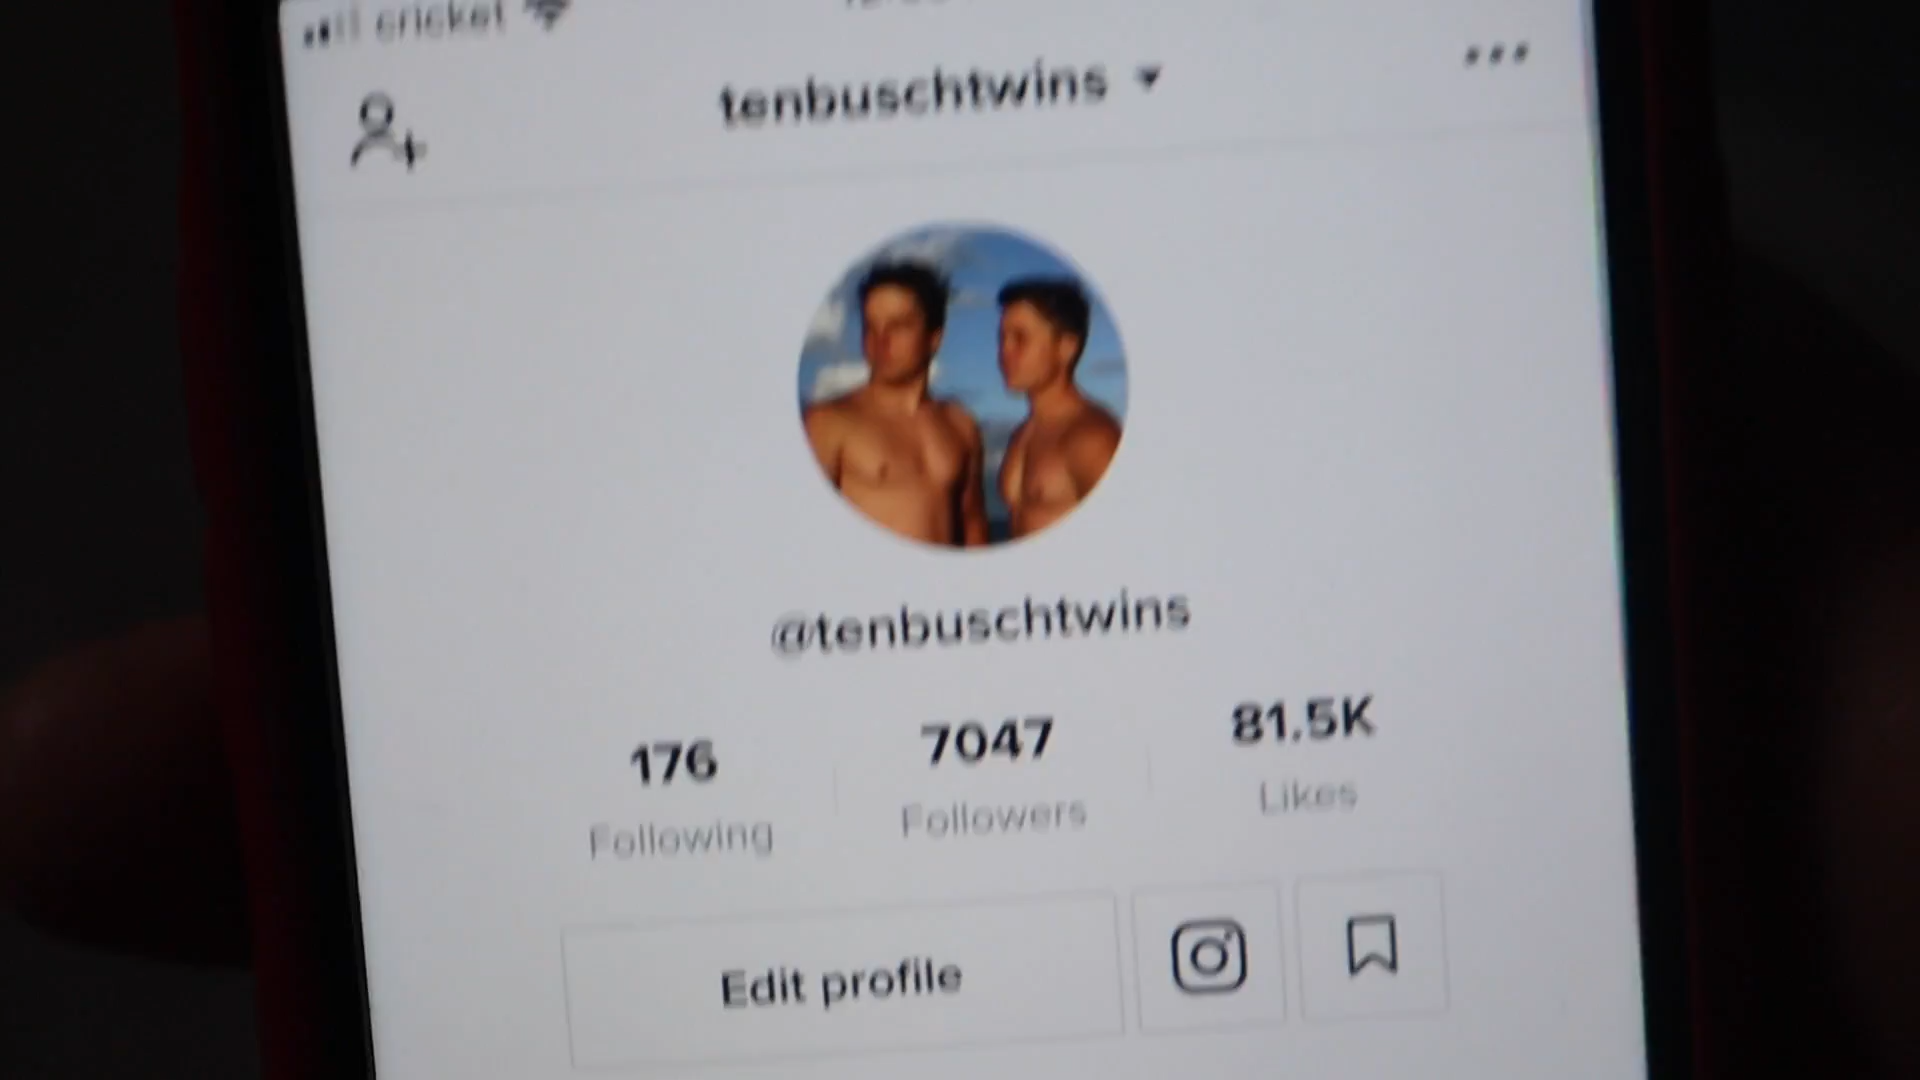 cricket
tenbuschtwins
@tenbuschtwins
176 7047 81.5K
Following Followers Likes
Edit profile